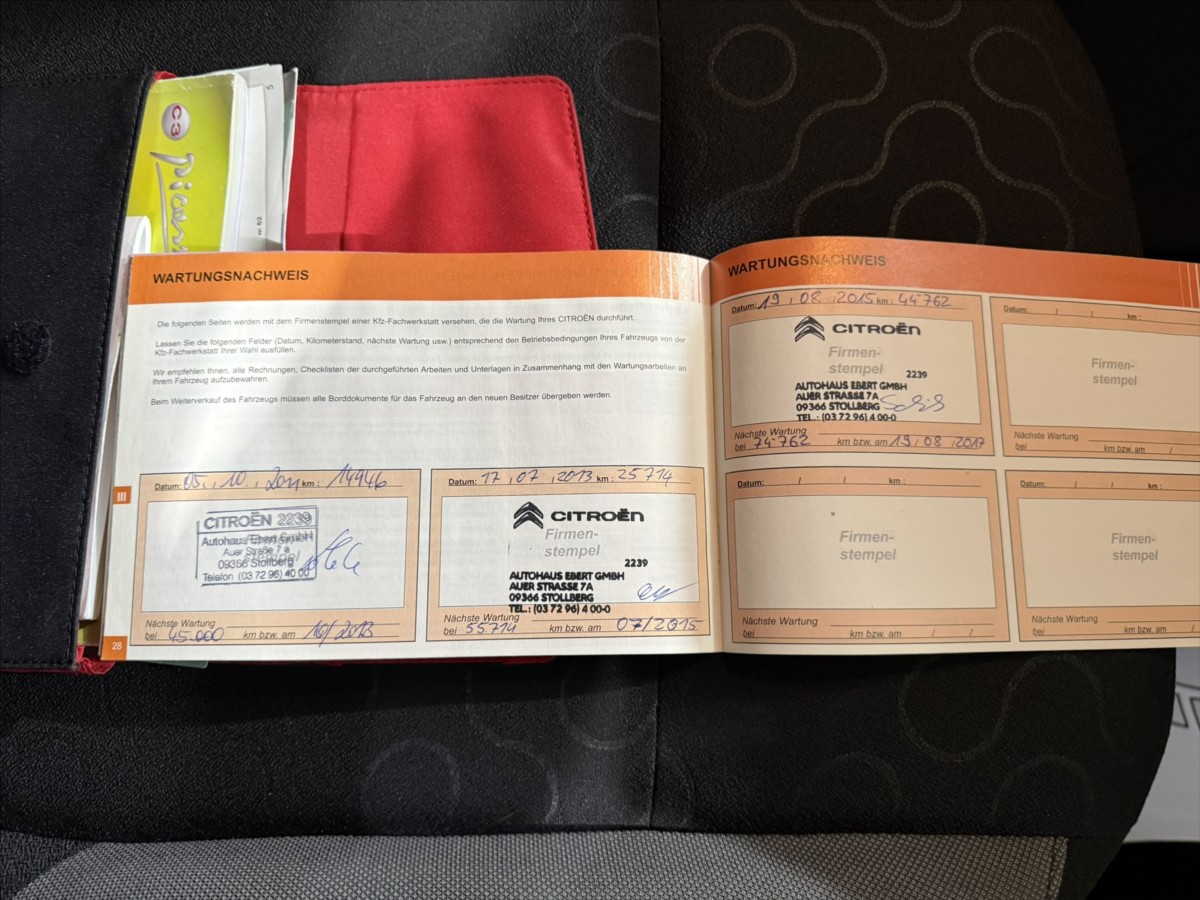 C3
5
62
WARTUNGSNACHWEIS
Die folgenden Seiten werden mit dem Firmenstempel einer Kfz-Fachwerkstatt versehen, die die Wartung Ihres CITROËN durchführt.
Lassen Sie die folgenden Felder (Datum, Kilometerstand, nächste Wartung usw.) entsprechend den Betriebsbedingungen Ihres Fahrzeugs von der
Kfz-Fachwerkstatt Ihrer Wahl ausfüllen.
Wir empfehlen Ihnen, alle Rechnungen, Checklisten der durchgeführten Arbeiten und Unterlagen in Zusammenhang mit den Wartungsarbeiten an
Ihrem Fahrzeug aufzubewahren.
Beim Weiterverkauf des Fahrzeugs müssen alle Borddokumente für das Fahrzeug an den neuen Besitzer übergeben werden.
III
Datum: 05, 10, 2011 km: 14946
CITROËN 2239
Autohaus Ebert GmbH
Auer Straße 7 a
09366 Stollberg
Telefon (03 72 96) 40 00
Nächste Wartung
bei 45.000 km bzw. am 10/2013
28
Datum: 17, 07, 2013 km: 25714
CITROËN
Firmen-
stempel
2239
AUTOHAUS EBERT GMBH
AUER STRASSE 7A
09366 STOLLBERG
TEL.: (03 72 96) 4 00-0
Nächste Wartung
bei 55.714 km bzw. am 07/2015
WARTUNGSNACHWEIS
Datum: 19, 08, 2015 km: 44762
CITROËN
Firmen-
stempel
2239
AUTOHAUS EBERT GMBH
AUER STRASSE 7A
09366 STOLLBERG
TEL.: (03 72 96) 4 00-0
Nächste Wartung
bei 74762 km bzw. am 19, 08, 2017
Datum: / / km:
Firmen-
stempel
Nächste Wartung
bei km bzw. am /
Datum: / / km:
Firmen-
stempel
Nächste Wartung
bei km bzw. am / /
Datum: / / km:
Firmen-
stempel
Nächste Wartung
bei km bzw. am /